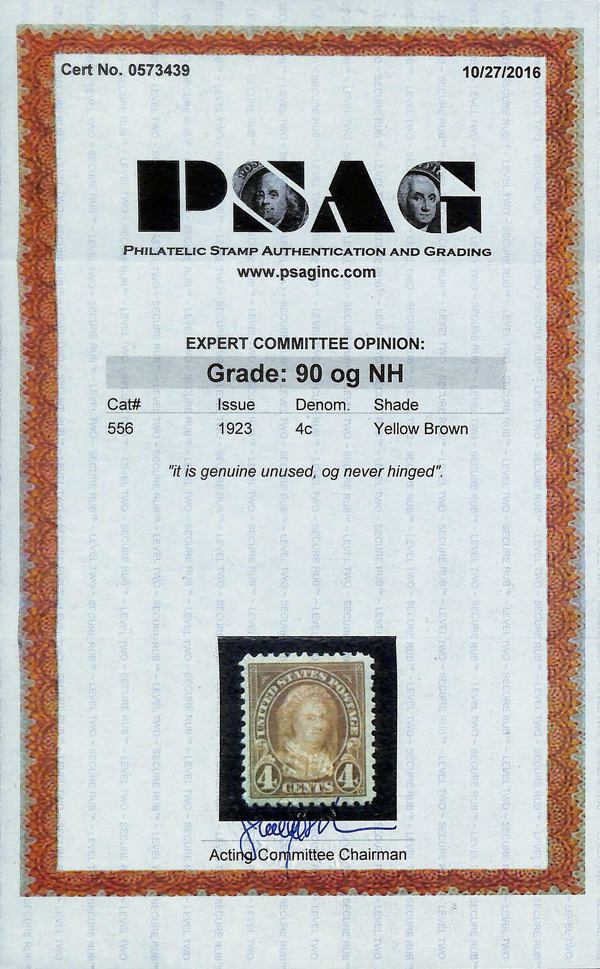 Cert No. 0573439
10/27/2016
PSAG
PHILATELIC STAMP AUTHENTICATION AND GRADING
www.psaginc.com
EXPERT COMMITTEE OPINION:
Grade: 90 og NH
Cat# Issue Denom. Shade
556 1923 4c Yellow Brown
"it is genuine unused, og never hinged".
UNITED STATES POSTAGE
4 CENTS 4
Acting Committee Chairman